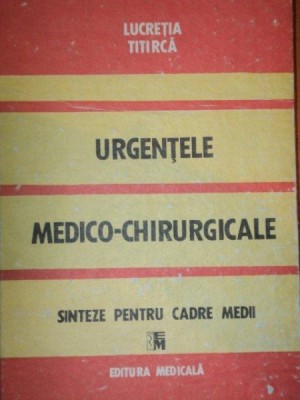 LUCREȚIA
TITIRCĂ
URGENȚELE
MEDICO-CHIRURGICALE
SINTEZE PENTRU CADRE MEDII
EM
EDITURA MEDICALĂ